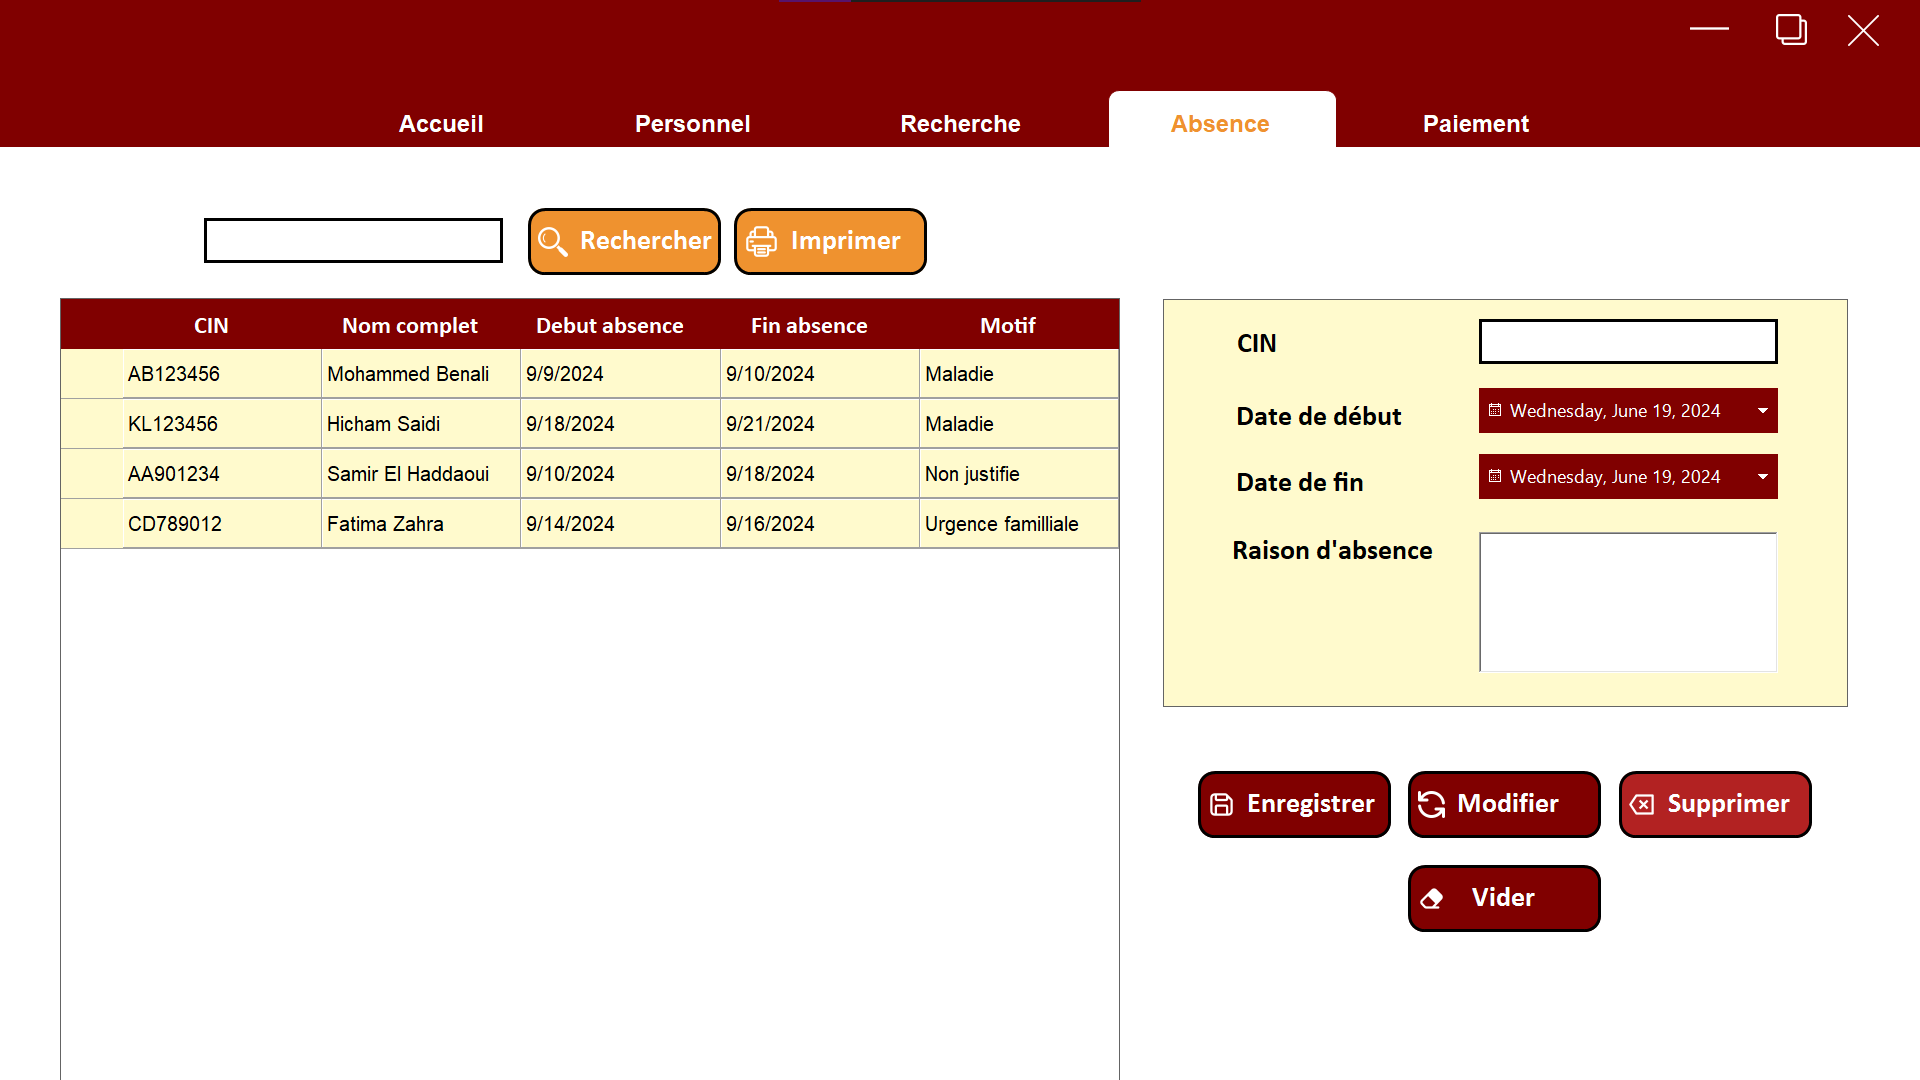 Accueil Personnel Recherche Absence Paiement
Rechercher Imprimer
CIN Nom complet Debut absence Fin absence Motif
AB123456 Mohammed Benali 9/9/2024 9/10/2024 Maladie
KL123456 Hicham Saidi 9/18/2024 9/21/2024 Maladie
AA901234 Samir El Haddaoui 9/10/2024 9/18/2024 Non justifie
CD789012 Fatima Zahra 9/14/2024 9/16/2024 Urgence familliale
CIN
Date de début Wednesday, June 19, 2024
Date de fin Wednesday, June 19, 2024
Raison d'absence
Enregistrer Modifier Supprimer
Vider